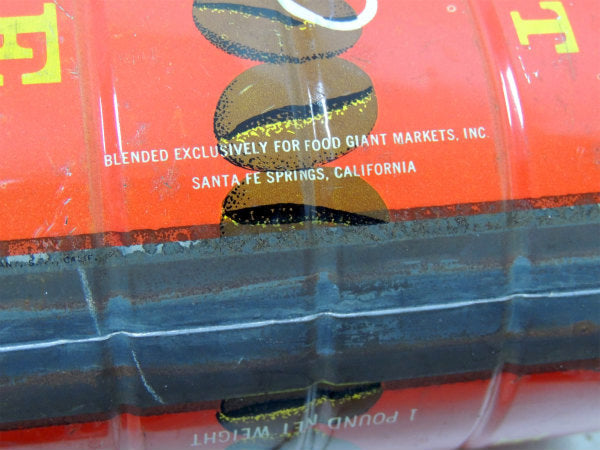 BLENDED EXCLUSIVELY FOR FOOD GIANT MARKETS, INC.
SANTA FE SPRINGS, CALIFORNIA
1 POUND NET WEIGHT